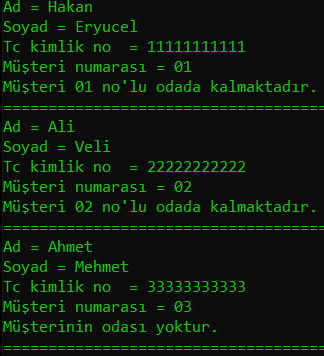 Ad = Hakan
Soyad = Eryucel
Tc kimlik no  = 11111111111
Müşteri numarası = 01
Müşteri 01 no'lu odada kalmaktadır.
===================================
Ad = Ali
Soyad = Veli
Tc kimlik no  = 22222222222
Müşteri numarası = 02
Müşteri 02 no'lu odada kalmaktadır.
===================================
Ad = Ahmet
Soyad = Mehmet
Tc kimlik no  = 33333333333
Müşteri numarası = 03
Müşterinin odası yoktur.
===================================